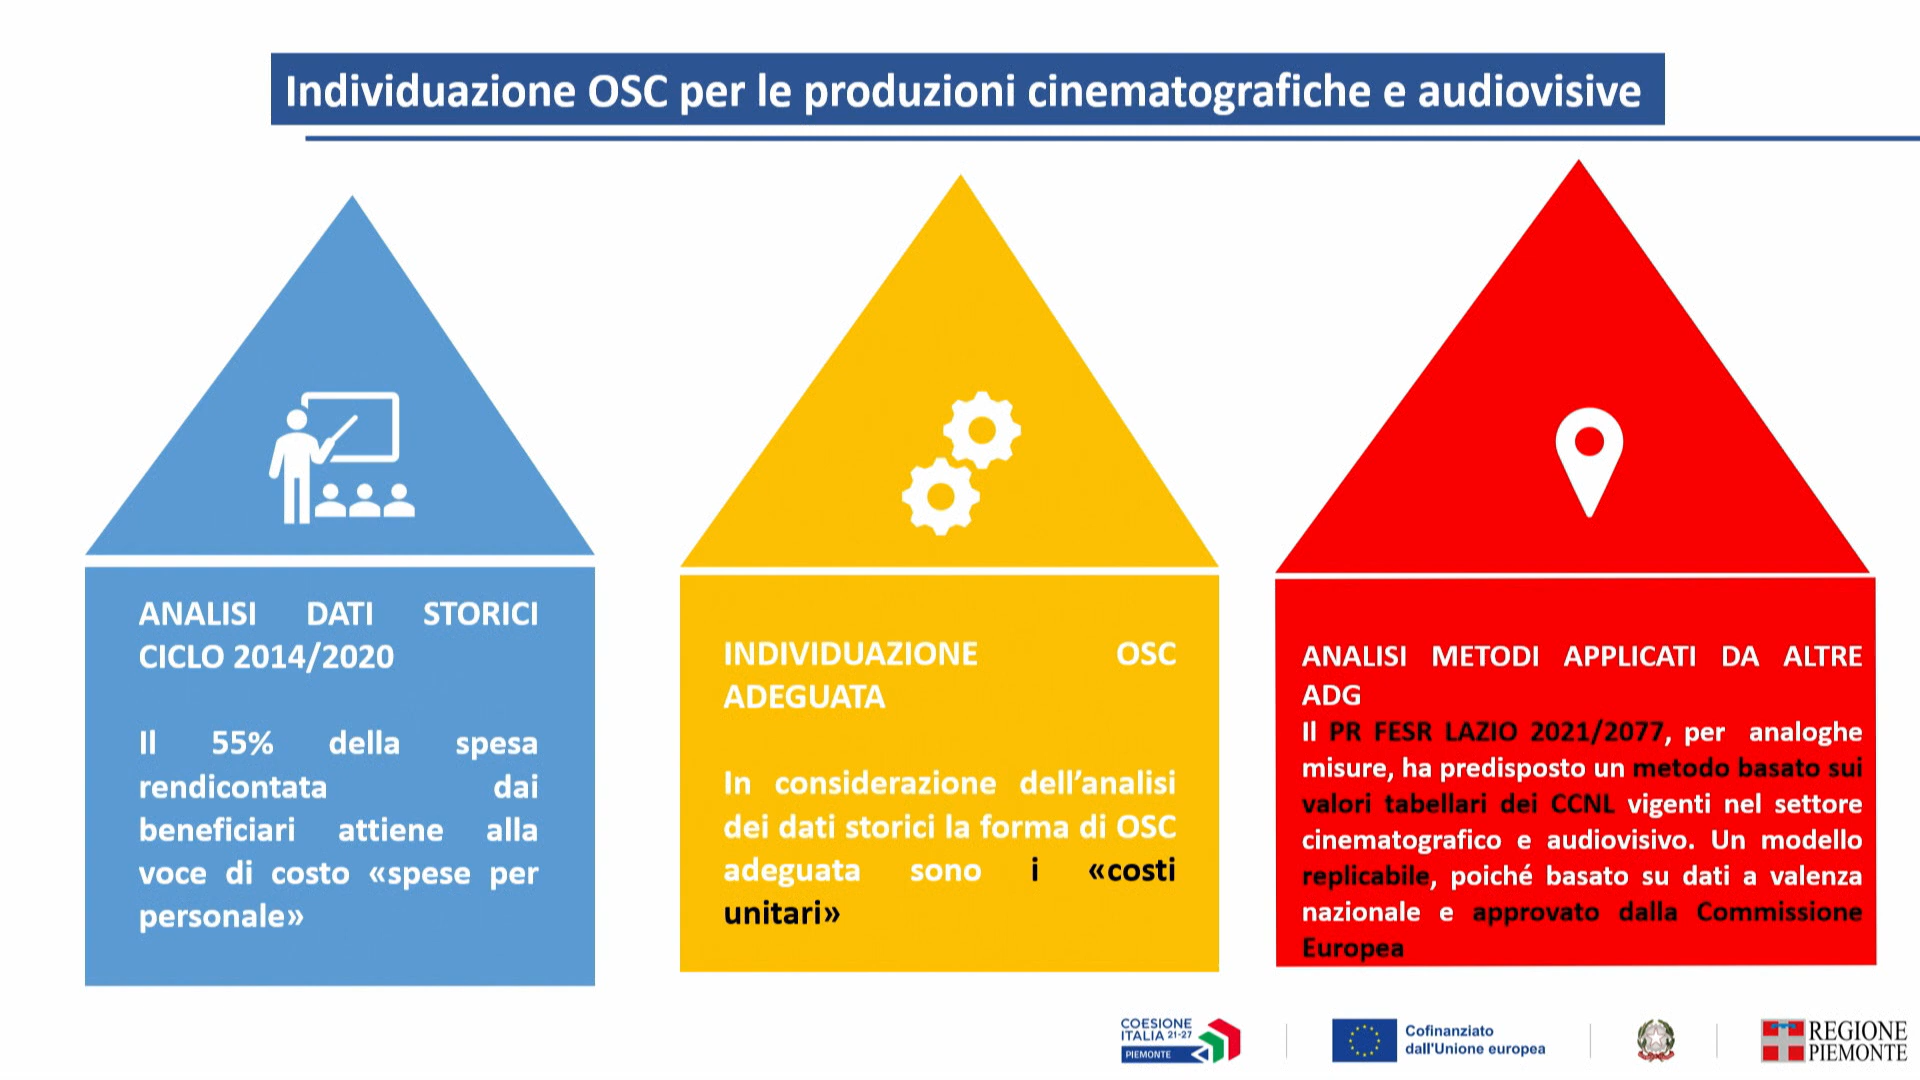 Individuazione OSC per le produzioni cinematografiche e audiovisive
ANALISI DATI STORICI
CICLO 2014/2020
Il 55% della spesa
rendicontata dai
beneficiari attiene alla
voce di costo «spese per
personale»
INDIVIDUAZIONE OSC
ADEGUATA
In considerazione dell'analisi
dei dati storici la forma di OSC
adeguata sono i «costi
unitari»
ANALISI METODI APPLICATI DA ALTRE
ADG
Il PR FESR LAZIO 2021/2077, per analoghe
misure, ha predisposto un metodo basato sui
valori tabellari dei CCNL vigenti nel settore
cinematografico e audiovisivo. Un modello
replicabile, poiché basato su dati a valenza
nazionale e approvato dalla Commissione
Europea
COESIONE
ITALIA 21-27
PIEMONTE
Cofinanziato
dall'Unione europea
REGIONE
PIEMONTE